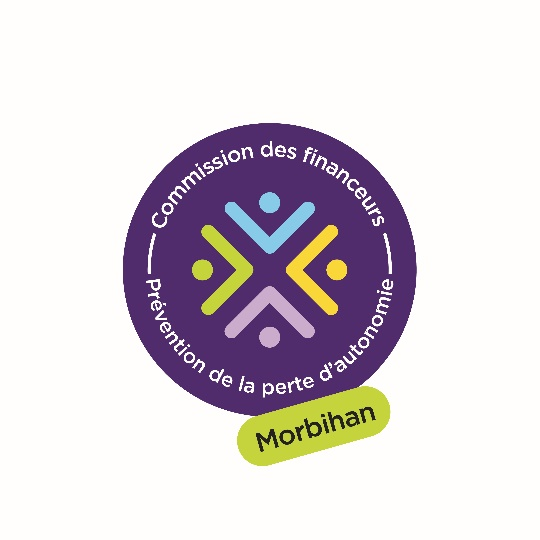 Commission des financeurs
Prévention de la perte d'autonomie
Morbihan